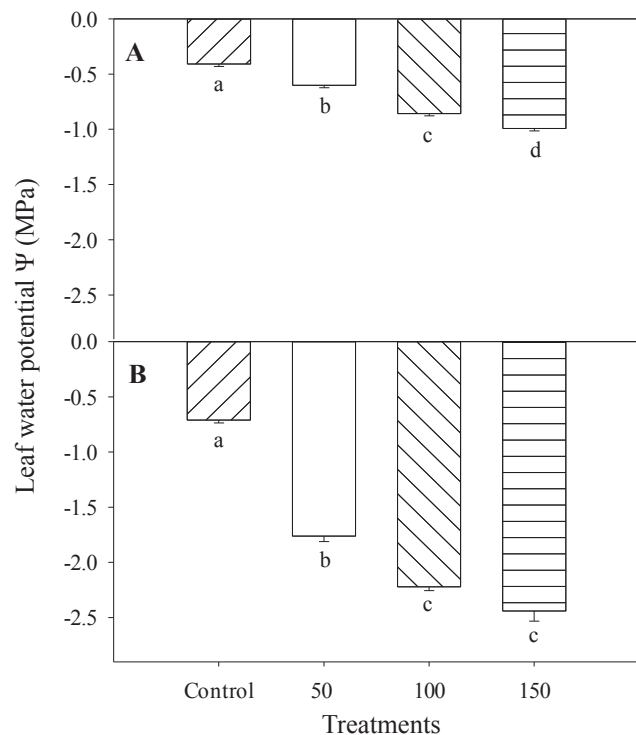 0.0
A
-0.5
a
b
-1.0
c
d
-1.5
-2.0
-2.5
Leaf water potential Ψ (MPa)
0.0
B
-0.5
a
-1.0
-1.5
b
-2.0
c
-2.5
c
Control 50 100 150
Treatments